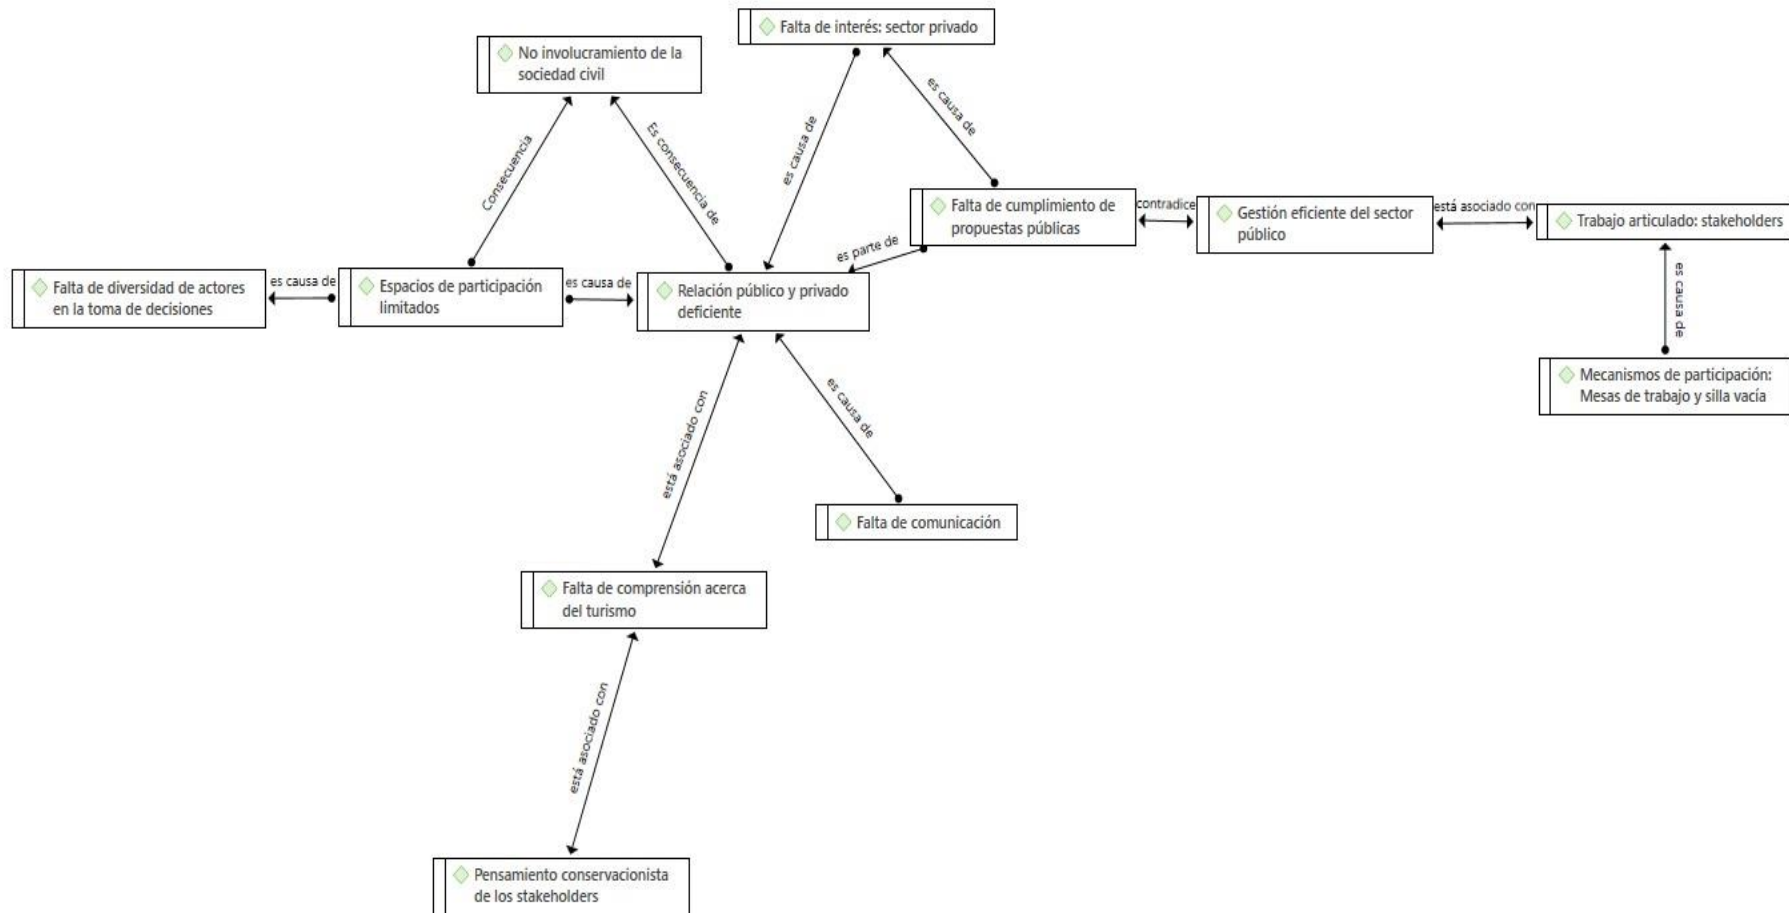 Falta de interés: sector privado
No involucramiento de la
sociedad civil
es causa de
Consecuencia
Es consecuencia de
es causa de
Falta de cumplimiento de
propuestas públicas
contradice
Gestión eficiente del sector
público
está asociado con
Trabajo articulado: stakeholders
es parte de
Falta de diversidad de actores
en la toma de decisiones
es causa de
Espacios de participación
limitados
es causa de
Relación público y privado
deficiente
es causa de
Mecanismos de participación:
Mesas de trabajo y silla vacía
está asociado con
es causa de
Falta de comunicación
Falta de comprensión acerca
del turismo
está asociado con
Pensamiento conservacionista
de los stakeholders